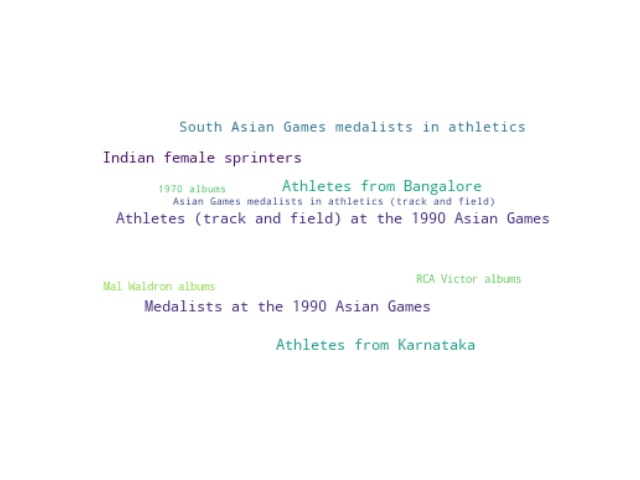 South Asian Games medalists in athletics
Indian female sprinters
1970 albums
Athletes from Bangalore
Asian Games medalists in athletics (track and field)
Athletes (track and field) at the 1990 Asian Games
RCA Victor albums
Mal Waldron albums
Medalists at the 1990 Asian Games
Athletes from Karnataka